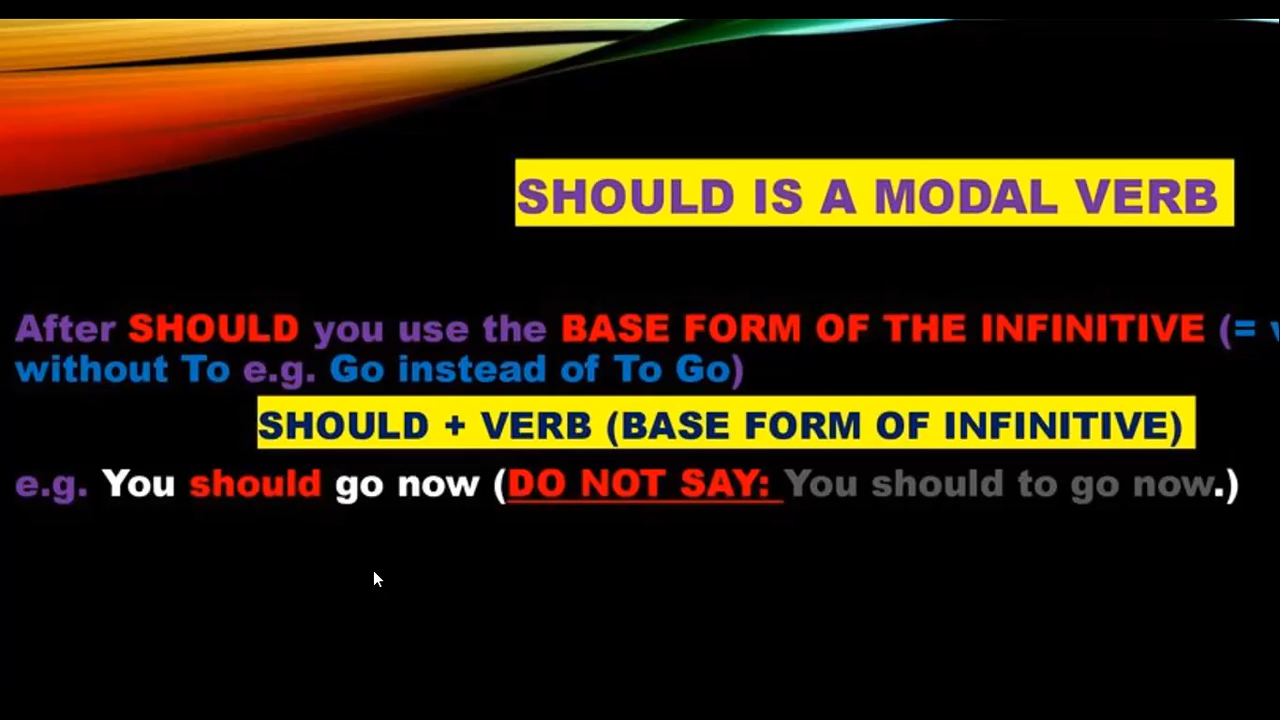 SHOULD IS A MODAL VERB
After SHOULD you use the BASE FORM OF THE INFINITIVE (=
without To e.g. Go instead of To Go)
SHOULD + VERB (BASE FORM OF INFINITIVE)
e.g. You should go now (DO NOT SAY: You should to go now.)